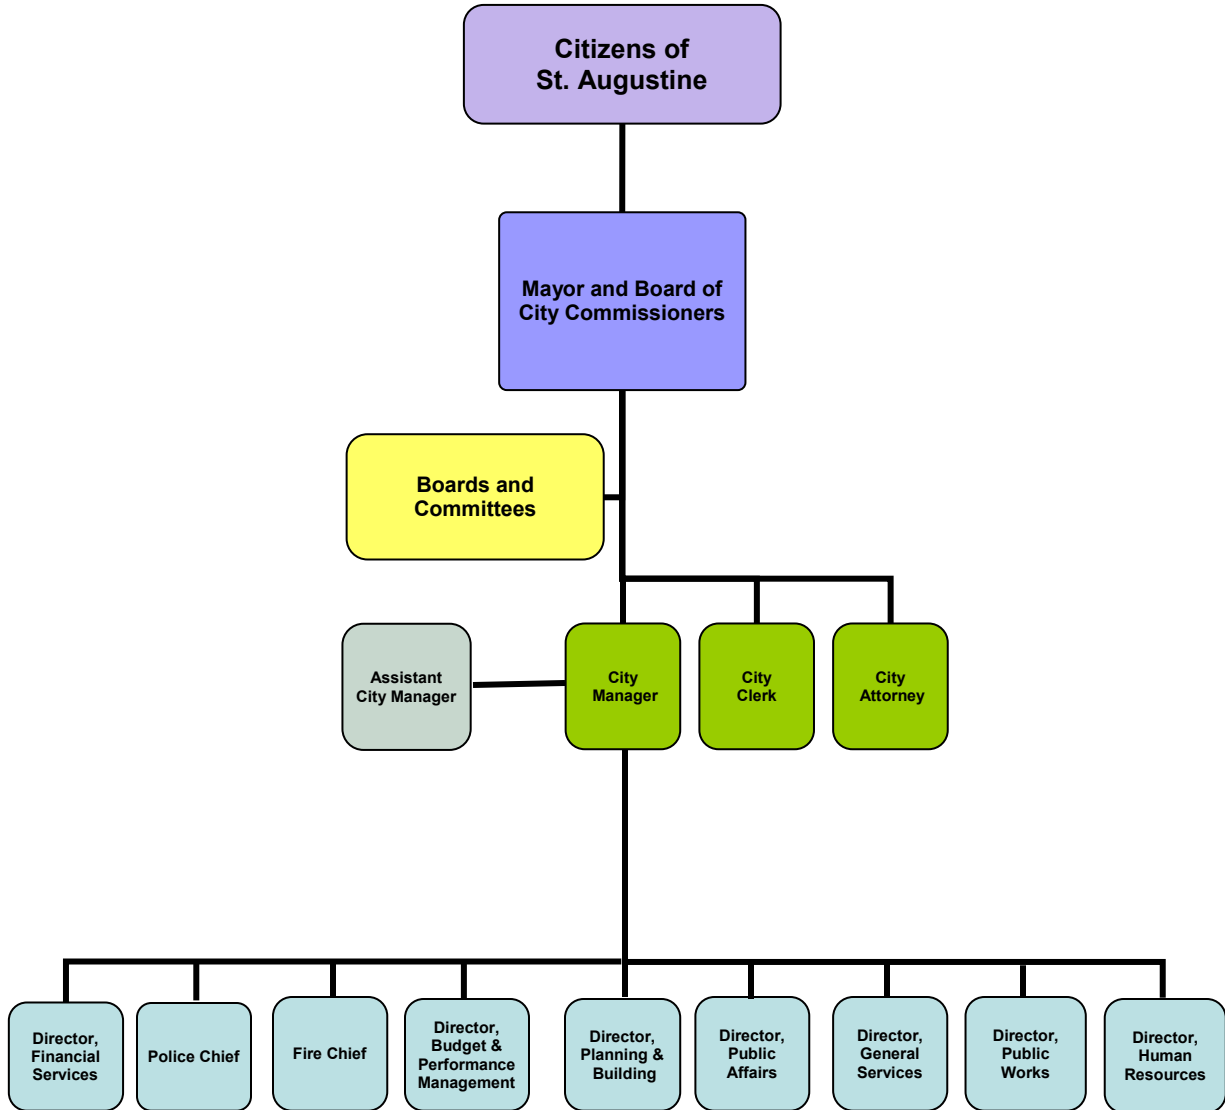 Citizens of
St. Augustine
Mayor and Board of
City Commissioners
Boards and
Committees
Assistant
City Manager
City
Manager
City
Clerk
City
Attorney
Director,
Financial
Services
Police Chief
Fire Chief
Director,
Budget &
Performance
Management
Director,
Planning &
Building
Director,
Public
Affairs
Director,
General
Services
Director,
Public
Works
Director,
Human
Resources